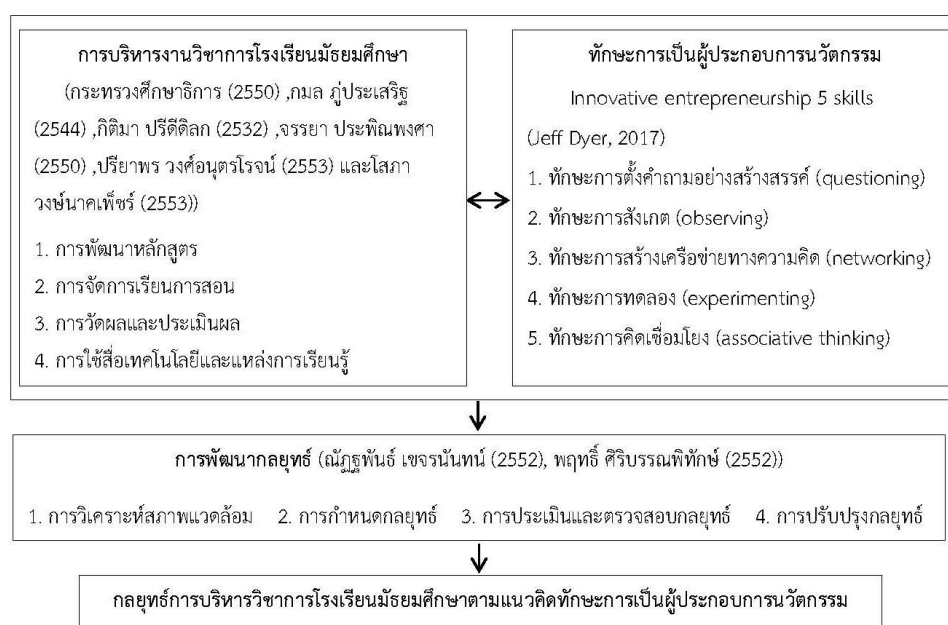 การบริหารงานวิชาการโรงเรียนมัธยมศึกษา
(กระทรวงศึกษาธิการ (2550) ,กมล ภู่ประเสริฐ
(2544) ,กิติมา ปรีดีดิลก (2532) ,จรรยา ประพิณพงศา
(2550) ,ปรียาพร วงศ์อนุตรโรจน์ (2553) และโสภา
วงษ์นาคเพ็ชร์ (2553))
1. การพัฒนาหลักสูตร
2. การจัดการเรียนการสอน
3. การวัดผลและประเมินผล
4. การใช้สื่อเทคโนโลยีและแหล่งการเรียนรู้
ทักษะการเป็นผู้ประกอบการนวัตกรรม
Innovative entrepreneurship 5 skills
(Jeff Dyer, 2017)
1. ทักษะการตั้งคำถามอย่างสร้างสรรค์ (questioning)
2. ทักษะการสังเกต (observing)
3. ทักษะการสร้างเครือข่ายทางความคิด (networking)
4. ทักษะการทดลอง (experimenting)
5. ทักษะการคิดเชื่อมโยง (associative thinking)
การพัฒนากลยุทธ์ (ณัฏฐพันธ์ เขจรนันทน์ (2552), พฤทธิ์ ศิริบรรณพิทักษ์ (2552))
1. การวิเคราะห์สภาพแวดล้อม 2. การกำหนดกลยุทธ์ 3. การประเมินและตรวจสอบกลยุทธ์ 4. การปรับปรุงกลยุทธ์
กลยุทธ์การบริหารวิชาการโรงเรียนมัธยมศึกษาตามแนวคิดทักษะการเป็นผู้ประกอบการนวัตกรรม